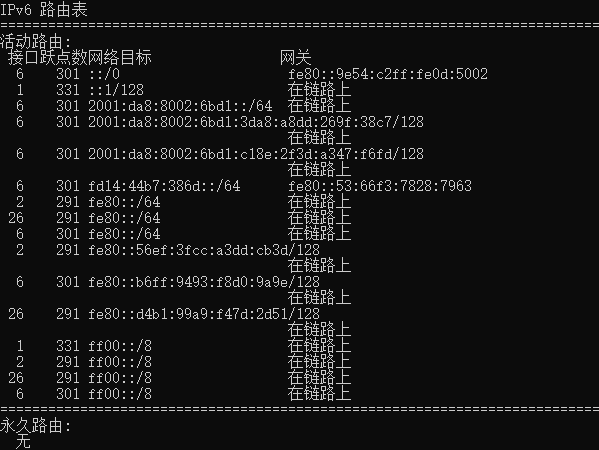 IPv6 路由表
===========================================================================
活动路由:
 接口跃点数网络目标                网关
  6    301 ::/0                     fe80::9e54:c2ff:fe0d:5002
  1    331 ::1/128                  在链路上
  6    301 2001:da8:8002:6bd1::/64  在链路上
  6    301 2001:da8:8002:6bd1:3da8:a8dd:269f:38c7/128
                                    在链路上
  6    301 2001:da8:8002:6bd1:c18e:2f3d:a347:f6fd/128
                                    在链路上
  6    301 fd14:44b7:386d::/64      fe80::53:66f3:7828:7963
  2    291 fe80::/64                在链路上
 26    291 fe80::/64                在链路上
  6    301 fe80::/64                在链路上
  2    291 fe80::56ef:3fcc:a3dd:cb3d/128
                                    在链路上
  6    301 fe80::b6ff:9493:f8d0:9a9e/128
                                    在链路上
 26    291 fe80::d4b1:99a9:f47d:2d51/128
                                    在链路上
  1    331 ff00::/8                 在链路上
  2    291 ff00::/8                 在链路上
 26    291 ff00::/8                 在链路上
  6    301 ff00::/8                 在链路上
===========================================================================
永久路由:
  无